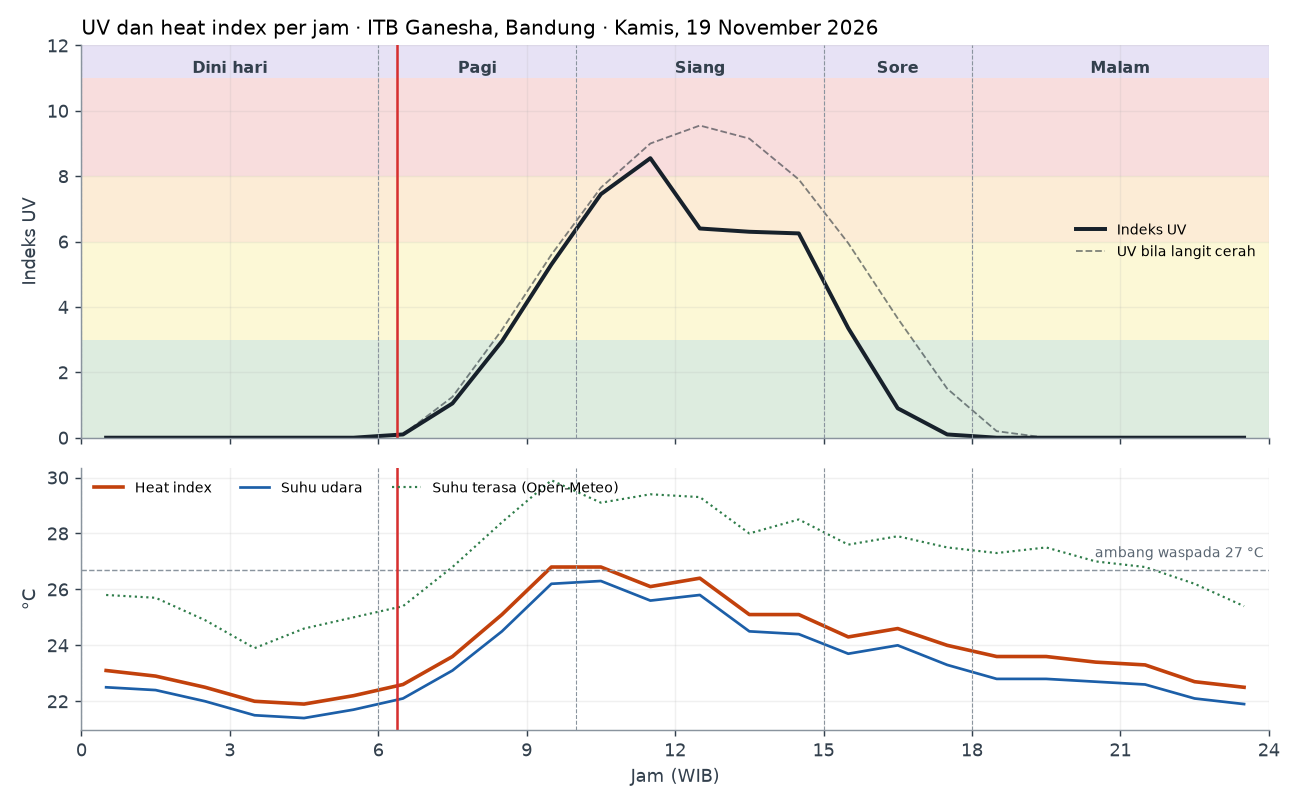 UV dan heat index per jam · ITB Ganesha, Bandung · Kamis, 19 November 2026
12
10
8
6
4
2
0
Indeks UV
Dini hari
Pagi
Siang
Sore
Malam
Indeks UV
UV bila langit cerah
30
28
26
24
22
°C
Heat index
Suhu udara
Suhu terasa (Open-Meteo)
ambang waspada 27 °C
0
3
6
9
12
15
18
21
24
Jam (WIB)